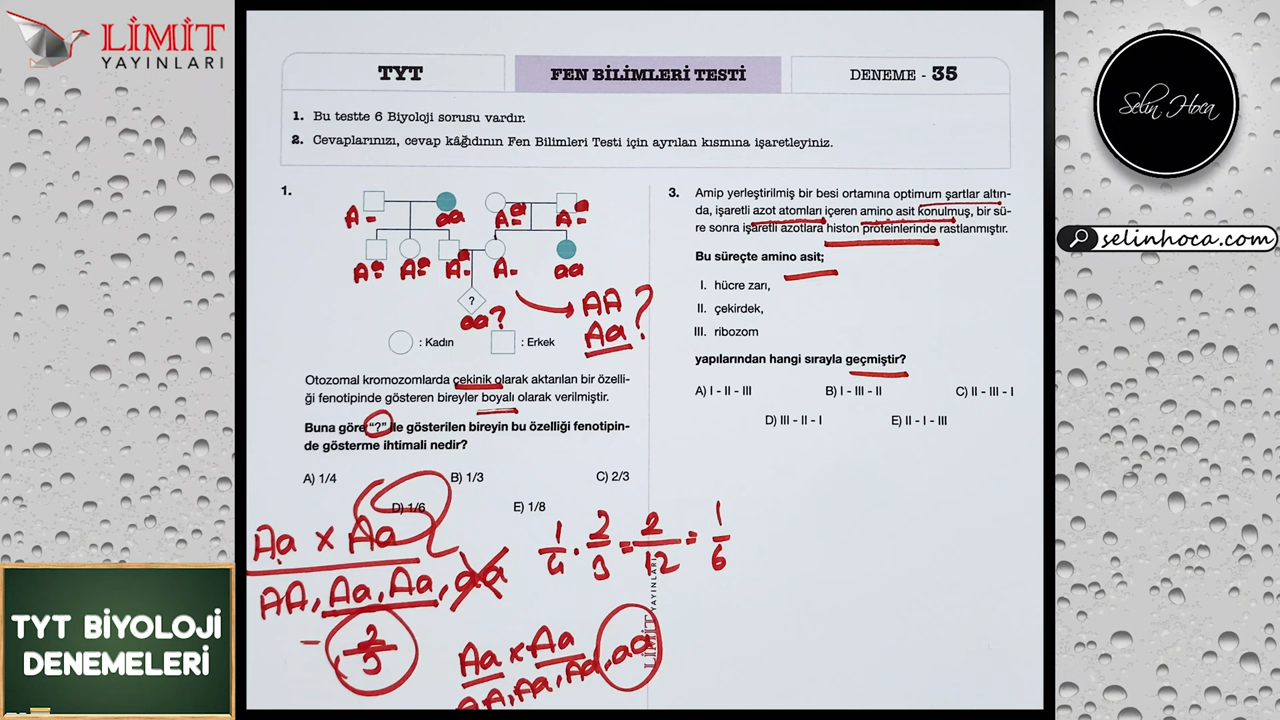 LİMİT
YAYINLARI
TYT
FEN BİLİMLERİ TESTİ
DENEME - 35
1. Bu testte 6 Biyoloji sorusu vardır.
2. Cevaplarınızı, cevap kâğıdının Fen Bilimleri Testi için ayrılan kısmına işaretleyiniz.
1.
A-
aa
Aa
Aa
Aa
Aa
Aa
A-
aa
?
aa?
AA
Aa
?
: Kadın
: Erkek
Otozomal kromozomlarda çekinik olarak aktarılan bir özelli-
ği fenotipinde gösteren bireyler boyalı olarak verilmiştir.
Buna göre "?" ile gösterilen bireyin bu özelliği fenotipin-
de gösterme ihtimali nedir?
A) 1/4
B) 1/3
C) 2/3
D) 1/6
E) 1/8
Aa x Aa
AA, Aa, Aa, aa
2/3
1/4 . 2/3 = 2/12 = 1/6
Aa x Aa
AA, Aa, Aa, aa
LİMİT YAYINLARI
3. Amip yerleştirilmiş bir besi ortamına optimum şartlar altın-
da, işaretli azot atomları içeren amino asit konulmuş, bir sü-
re sonra işaretli azotlara histon proteinlerinde rastlanmıştır.
Bu süreçte amino asit;
I. hücre zarı,
II. çekirdek,
III. ribozom
yapılarından hangi sırayla geçmiştir?
A) I - II - III
B) I - III - II
C) II - III - I
D) III - II - I
E) II - I - III
Selin Hoca
selinhoca.com
TYT BİYOLOJİ
DENEMELERİ